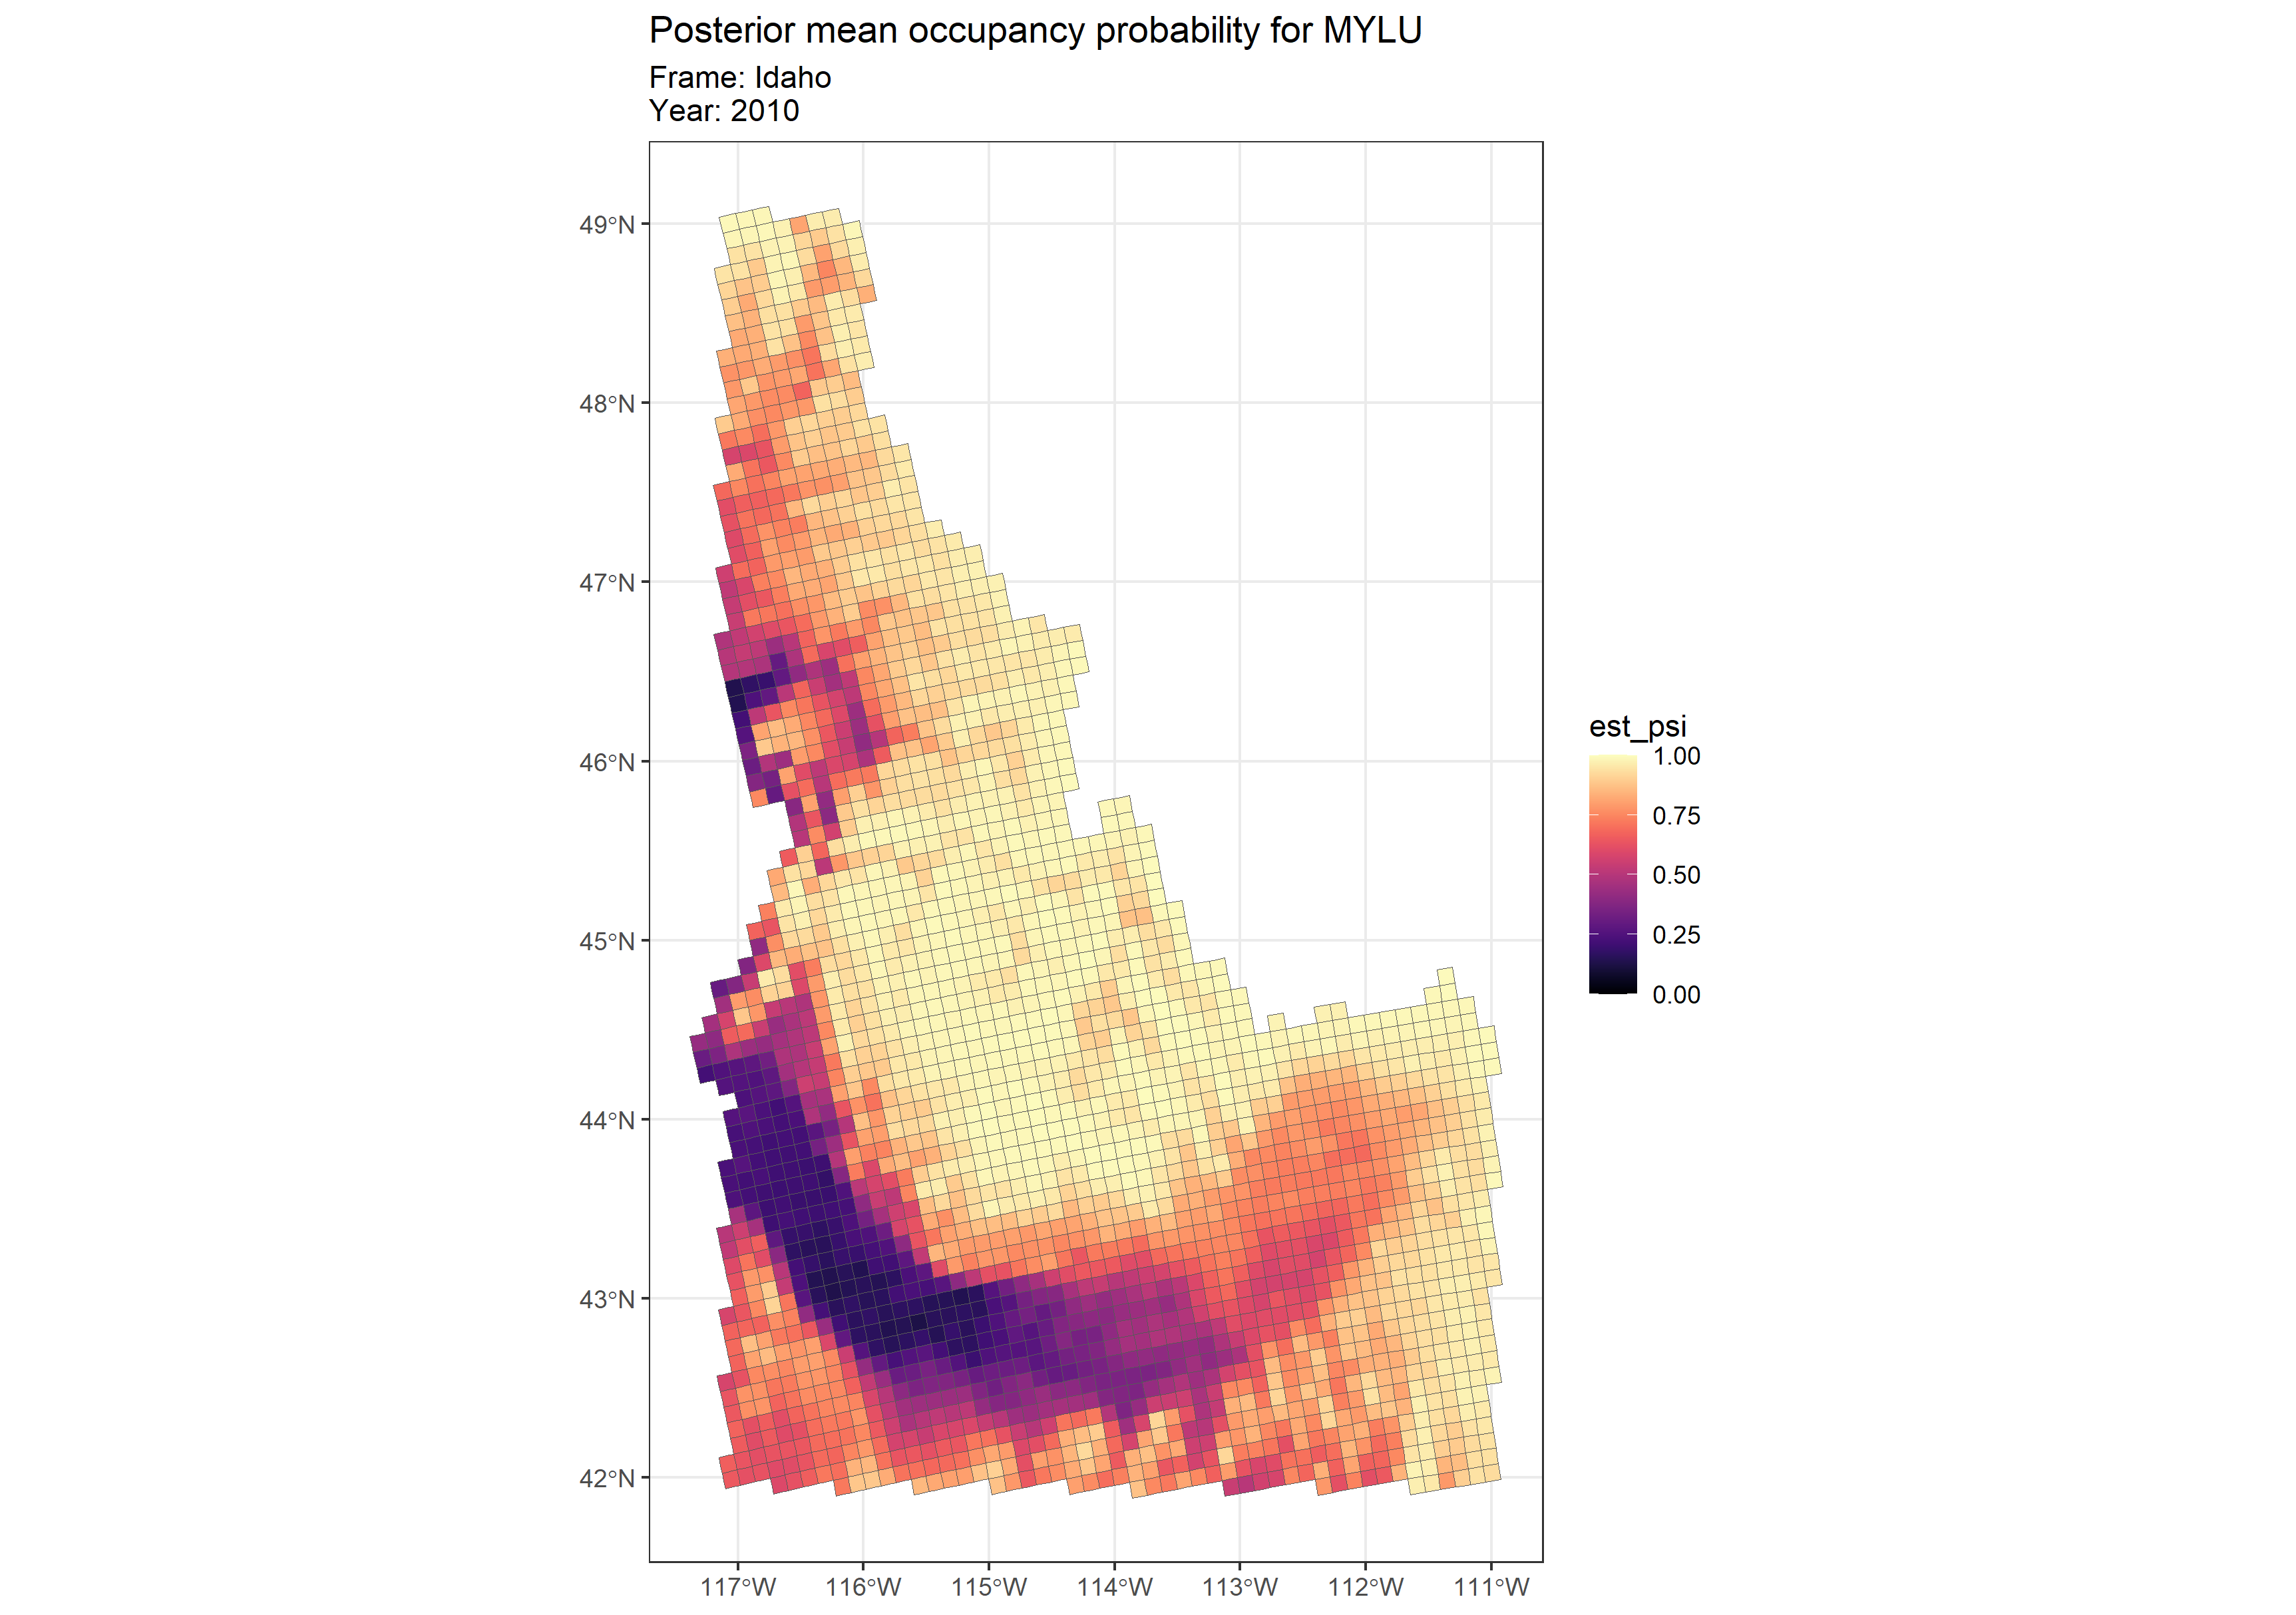 Posterior mean occupancy probability for MYLU
Frame: Idaho
Year: 2010
49°N
48°N
47°N
46°N
45°N
44°N
43°N
42°N
117°W
116°W
115°W
114°W
113°W
112°W
111°W
est_psi
1.00
0.75
0.50
0.25
0.00